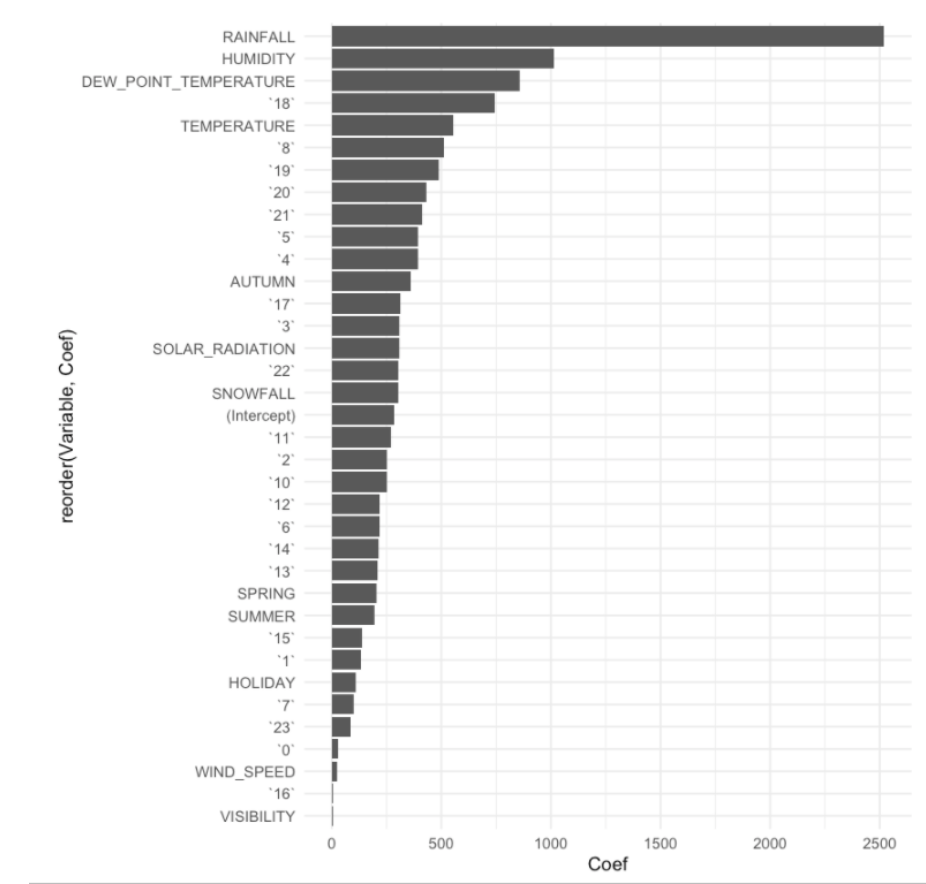 RAINFALL
HUMIDITY
DEW_POINT_TEMPERATURE
`18`
TEMPERATURE
`8`
`19`
`20`
`21`
`5`
`4`
AUTUMN
`17`
`3`
SOLAR_RADIATION
`22`
SNOWFALL
(Intercept)
`11`
`2`
`10`
`12`
`6`
`14`
`13`
SPRING
SUMMER
`15`
`1`
HOLIDAY
`7`
`23`
`0`
WIND_SPEED
`16`
VISIBILITY
reorder(Variable, Coef)
0 500 1000 1500 2000 2500
Coef